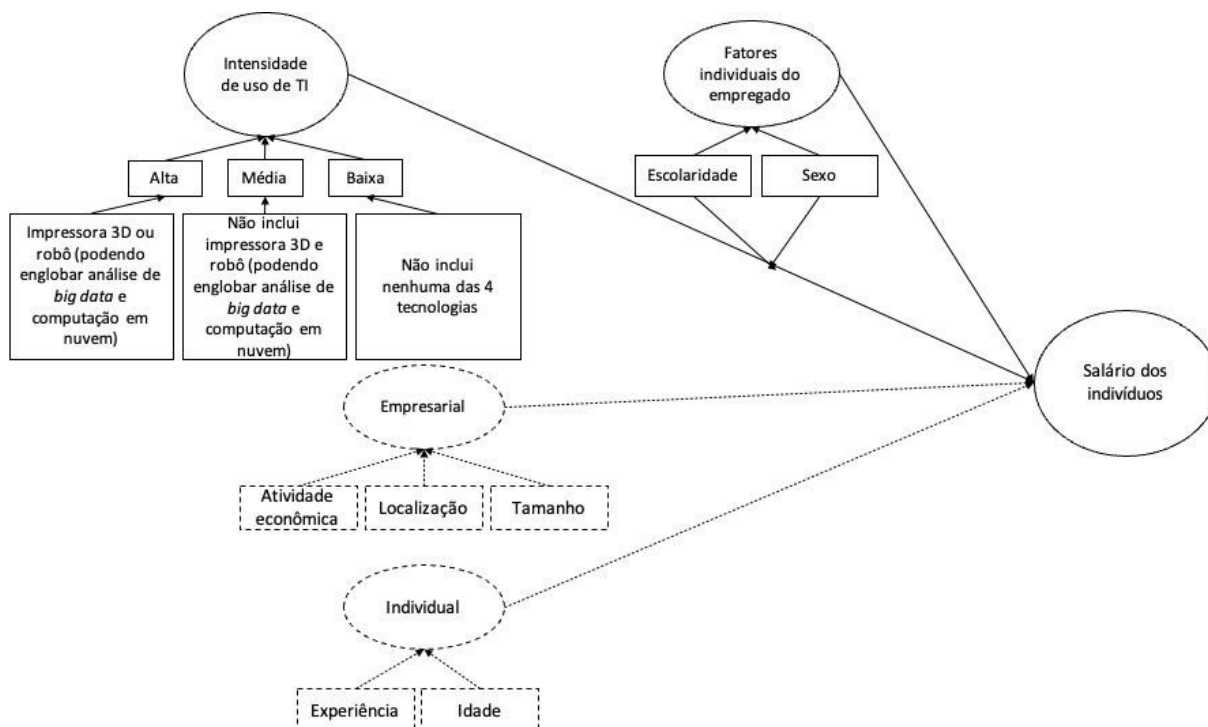 Intensidade
de uso de TI
Fatores
individuais do
empregado
Alta
Média
Baixa
Escolaridade
Sexo
Impressora 3D ou
robô (podendo
englobar análise de
big data e
computação em
nuvem)
Não inclui
impressora 3D e
robô (podendo
englobar análise de
big data e
computação em
nuvem)
Não inclui
nenhuma das 4
tecnologias
Salário dos
indivíduos
Empresarial
Atividade
econômica
Localização
Tamanho
Individual
Experiência
Idade